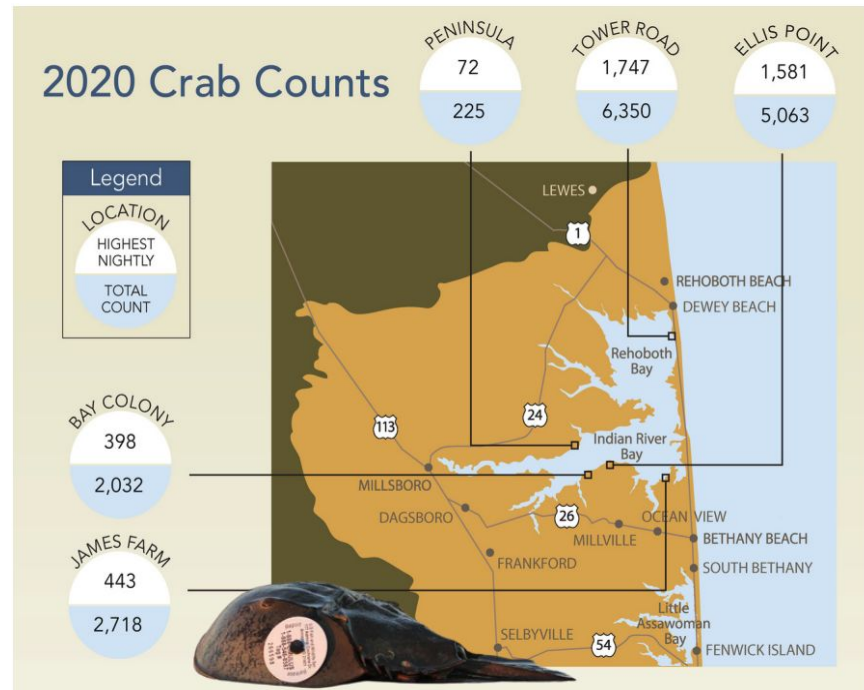 2020 Crab Counts
PENINSULA
72
225
TOWER ROAD
1,747
6,350
ELLIS POINT
1,581
5,063
Legend
LOCATION
HIGHEST
NIGHTLY
TOTAL
COUNT
BAY COLONY
398
2,032
JAMES FARM
443
2,718
LEWES
1
REHOBOTH BEACH
DEWEY BEACH
Rehoboth
Bay
24
113
Indian River
Bay
MILLSBORO
DAGSBORO
26
OCEAN VIEW
MILLVILLE
BETHANY BEACH
FRANKFORD
SOUTH BETHANY
Little
Assawoman
Bay
SELBYVILLE
54
FENWICK ISLAND